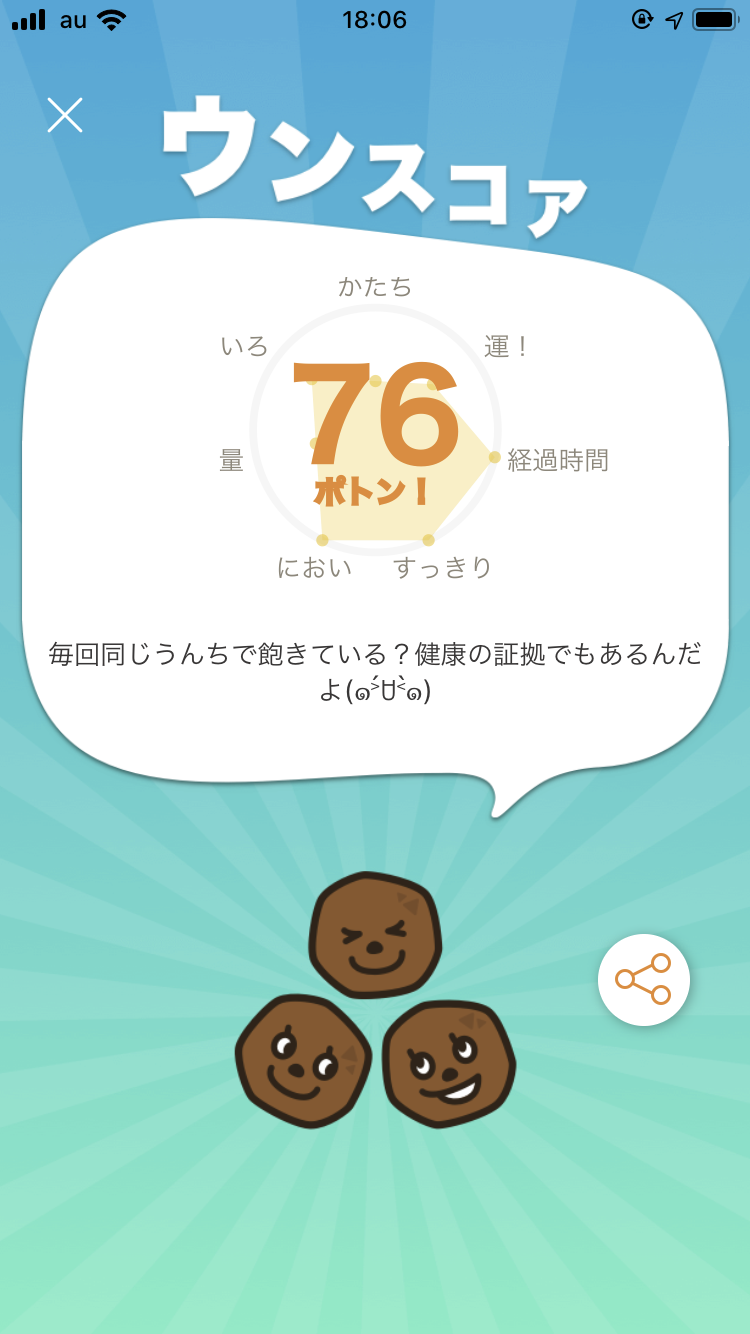 au
18:06
ウンスコァ
かたち
いろ
運！
76
ポトン！
量
経過時間
におい
すっきり
毎回同じうんちで飽きている？健康の証拠でもあるんだ
よ(๑˃́ꇴ˂̀๑)